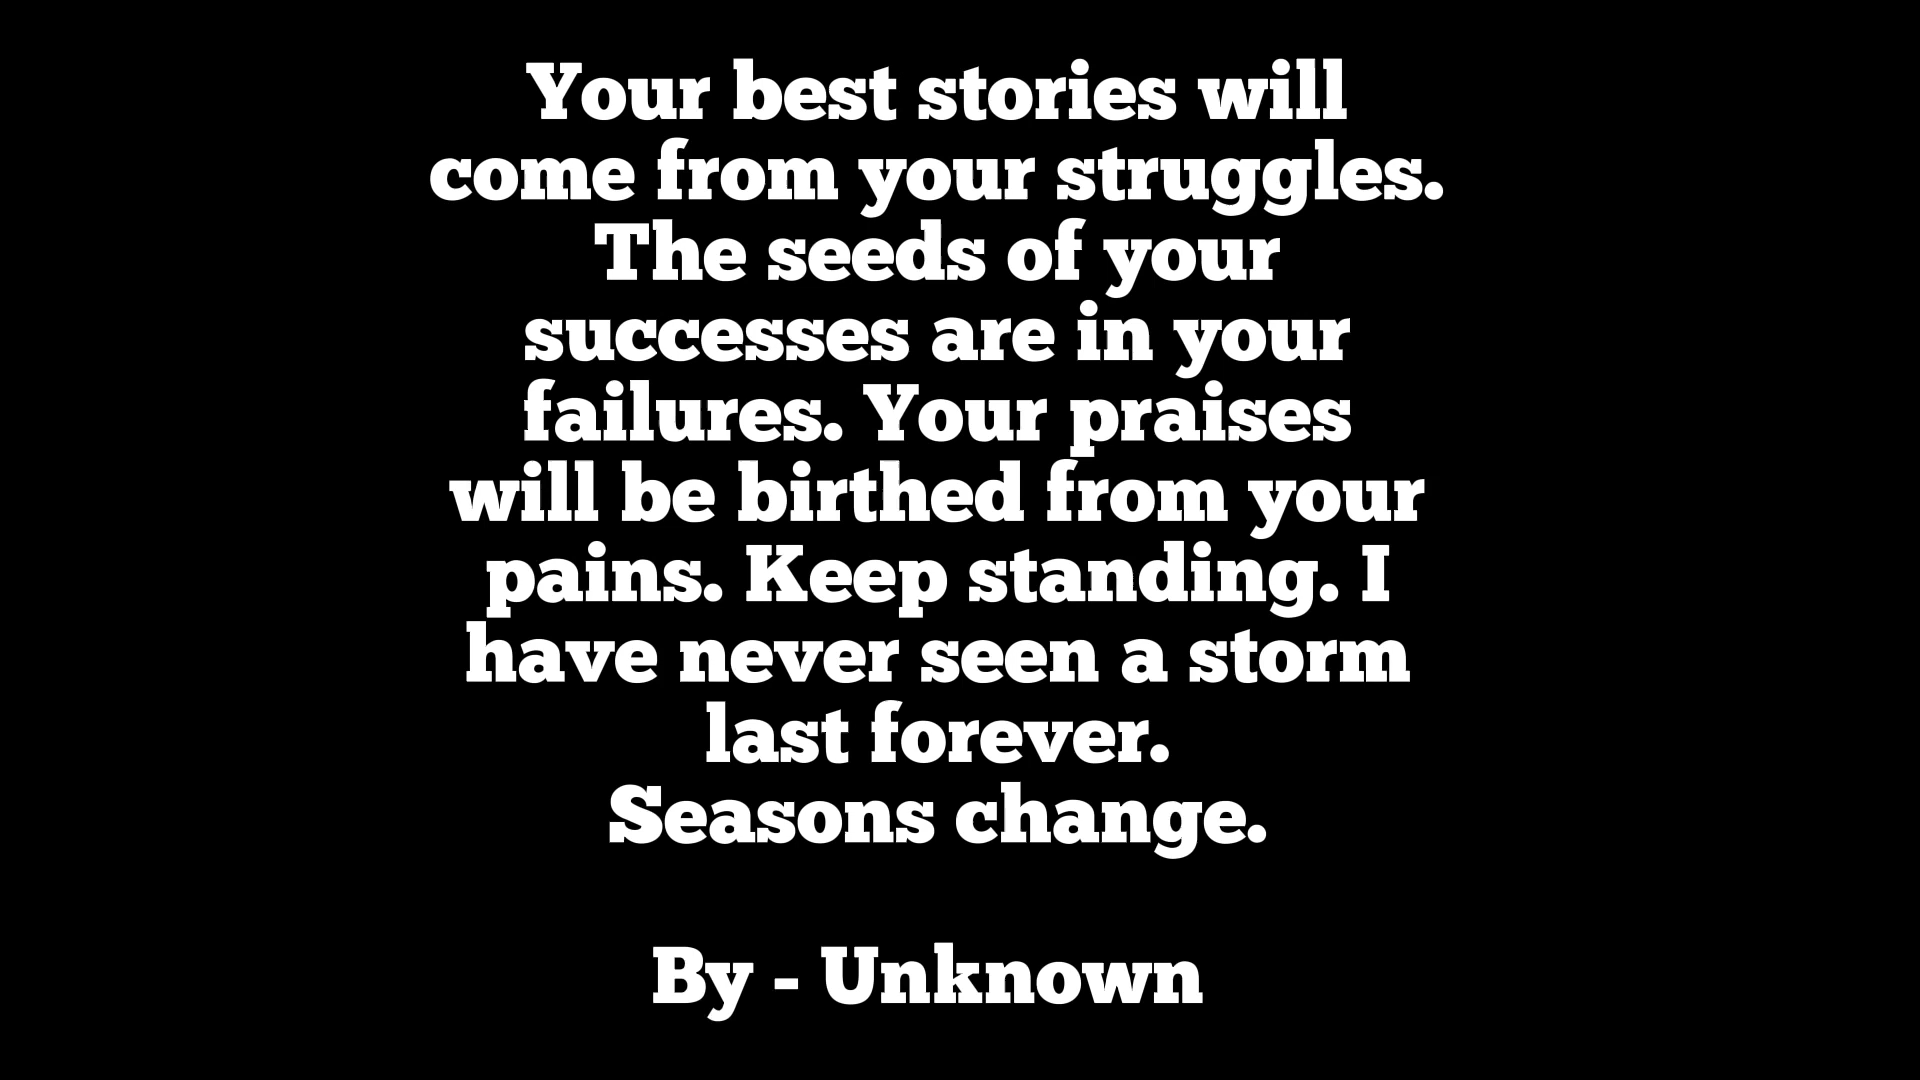 Your best stories will
come from your struggles.
The seeds of your
successes are in your
failures. Your praises
will be birthed from your
pains. Keep standing. I
have never seen a storm
last forever.
Seasons change.
By - Unknown